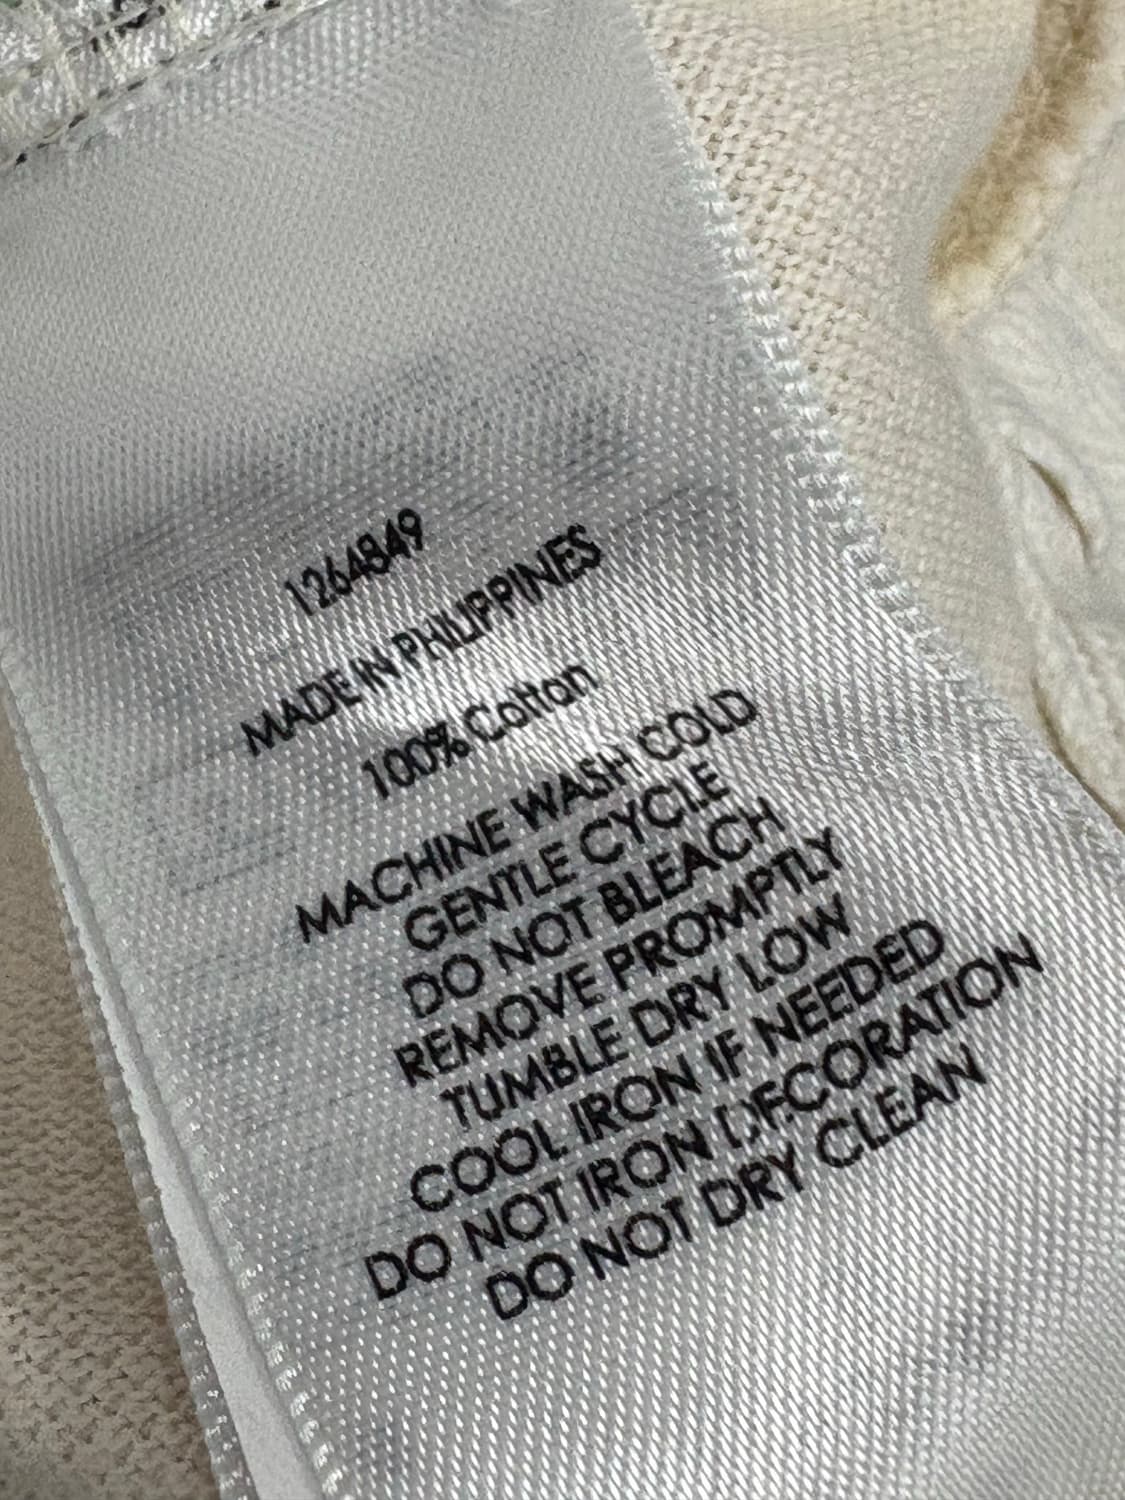 1264849
MADE IN PHILIPPINES
100% Cotton
MACHINE WASH COLD
GENTLE CYCLE
DO NOT BLEACH
REMOVE PROMPTLY
TUMBLE DRY LOW
COOL IRON IF NEEDED
DO NOT IRON DECORATION
DO NOT DRY CLEAN